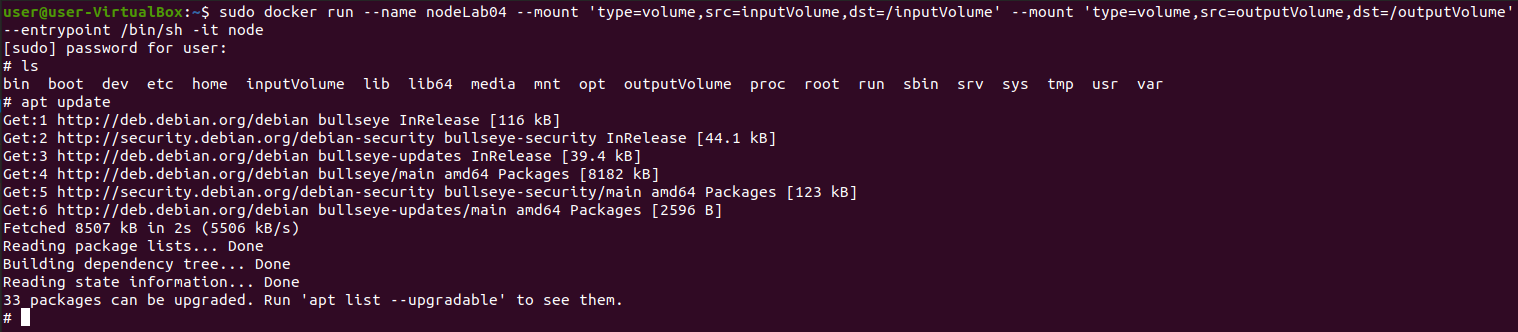 user@user-VirtualBox:~$ sudo docker run --name nodeLab04 --mount 'type=volume,src=inputVolume,dst=/inputVolume' --mount 'type=volume,src=outputVolume,dst=/outputVolume'
--entrypoint /bin/sh -it node
[sudo] password for user:
# ls
bin  boot  dev  etc  home  inputVolume  lib  lib64  media  mnt  opt  outputVolume  proc  root  run  sbin  srv  sys  tmp  usr  var
# apt update
Get:1 http://deb.debian.org/debian bullseye InRelease [116 kB]
Get:2 http://security.debian.org/debian-security bullseye-security InRelease [44.1 kB]
Get:3 http://deb.debian.org/debian bullseye-updates InRelease [39.4 kB]
Get:4 http://deb.debian.org/debian bullseye/main amd64 Packages [8182 kB]
Get:5 http://security.debian.org/debian-security bullseye-security/main amd64 Packages [123 kB]
Get:6 http://deb.debian.org/debian bullseye-updates/main amd64 Packages [2596 B]
Fetched 8507 kB in 2s (5506 kB/s)
Reading package lists... Done
Building dependency tree... Done
Reading state information... Done
33 packages can be upgraded. Run 'apt list --upgradable' to see them.
#